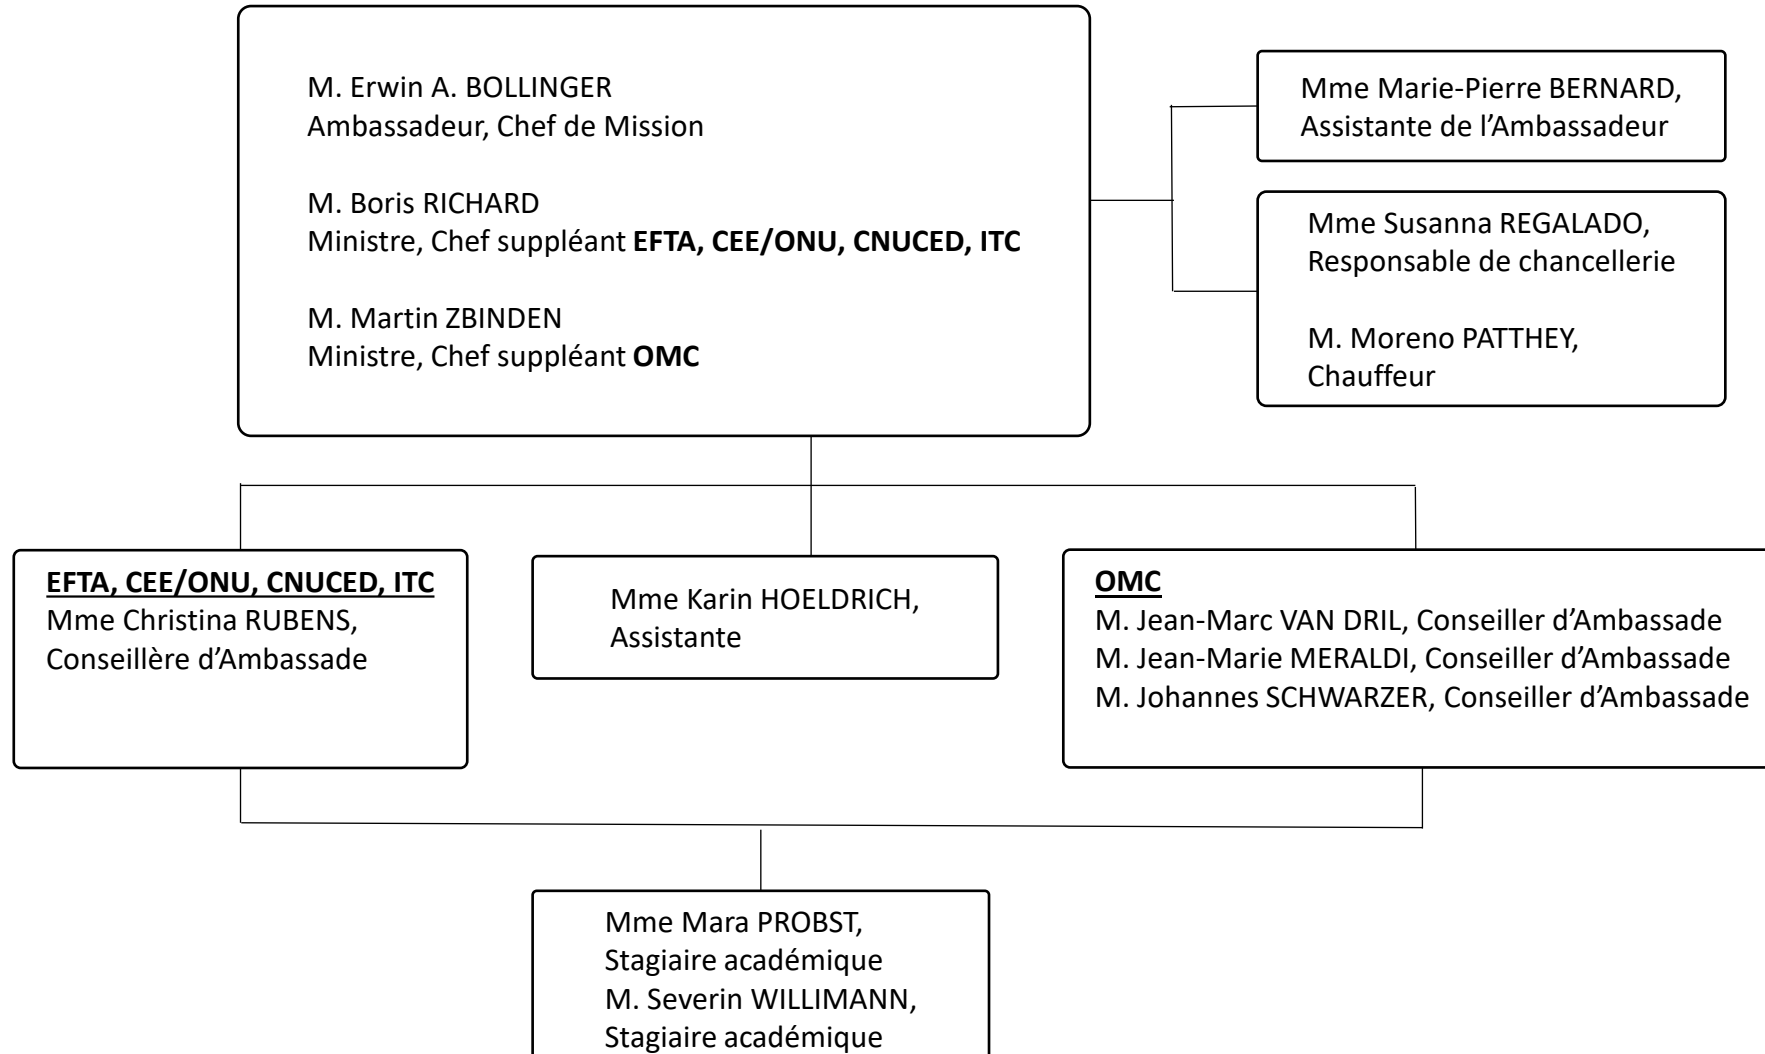 M. Erwin A. BOLLINGER
Ambassadeur, Chef de Mission
M. Boris RICHARD
Ministre, Chef suppléant EFTA, CEE/ONU, CNUCED, ITC
M. Martin ZBINDEN
Ministre, Chef suppléant OMC
Mme Marie-Pierre BERNARD,
Assistante de l’Ambassadeur
Mme Susanna REGALADO,
Responsable de chancellerie
M. Moreno PATTHEY,
Chauffeur
EFTA, CEE/ONU, CNUCED, ITC
Mme Christina RUBENS,
Conseillère d’Ambassade
Mme Karin HOELDRICH,
Assistante
OMC
M. Jean-Marc VAN DRIL, Conseiller d’Ambassade
M. Jean-Marie MERALDI, Conseiller d’Ambassade
M. Johannes SCHWARZER, Conseiller d’Ambassade
Mme Mara PROBST,
Stagiaire académique
M. Severin WILLIMANN,
Stagiaire académique